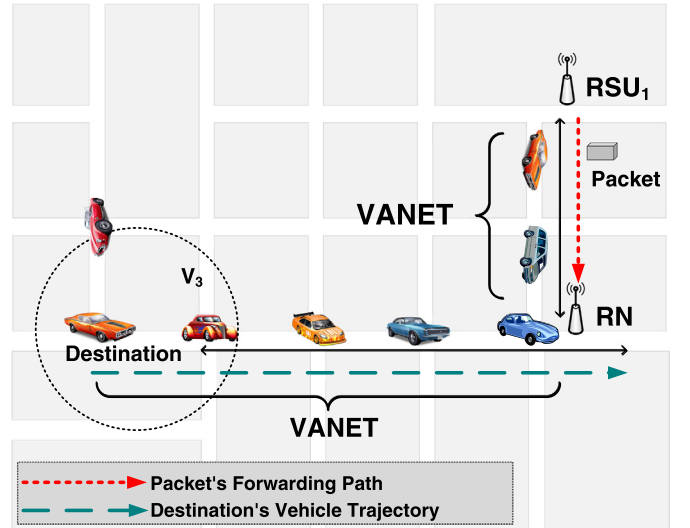 RSU1
Packet
VANET
V3
RN
Destination
VANET
Packet's Forwarding Path
Destination's Vehicle Trajectory